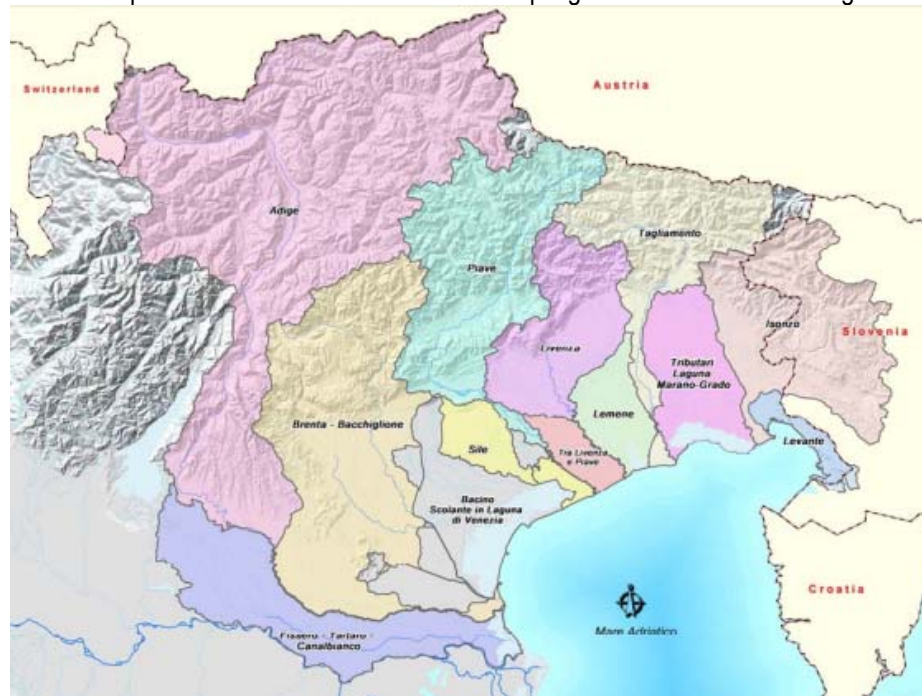 Switzerland
Austria
Adige
Tagliamento
Piave
Isonzo
Slovenia
Livenza
Tributari
Laguna
Marano-Grado
Lemene
Brenta - Bacchiglione
Levante
Sile
Tra Livenza
e Piave
Bacino
Scolante in Laguna
di Venezia
Croatia
Mare Adriatico
Fissero - Tartaro -
Canalbianco